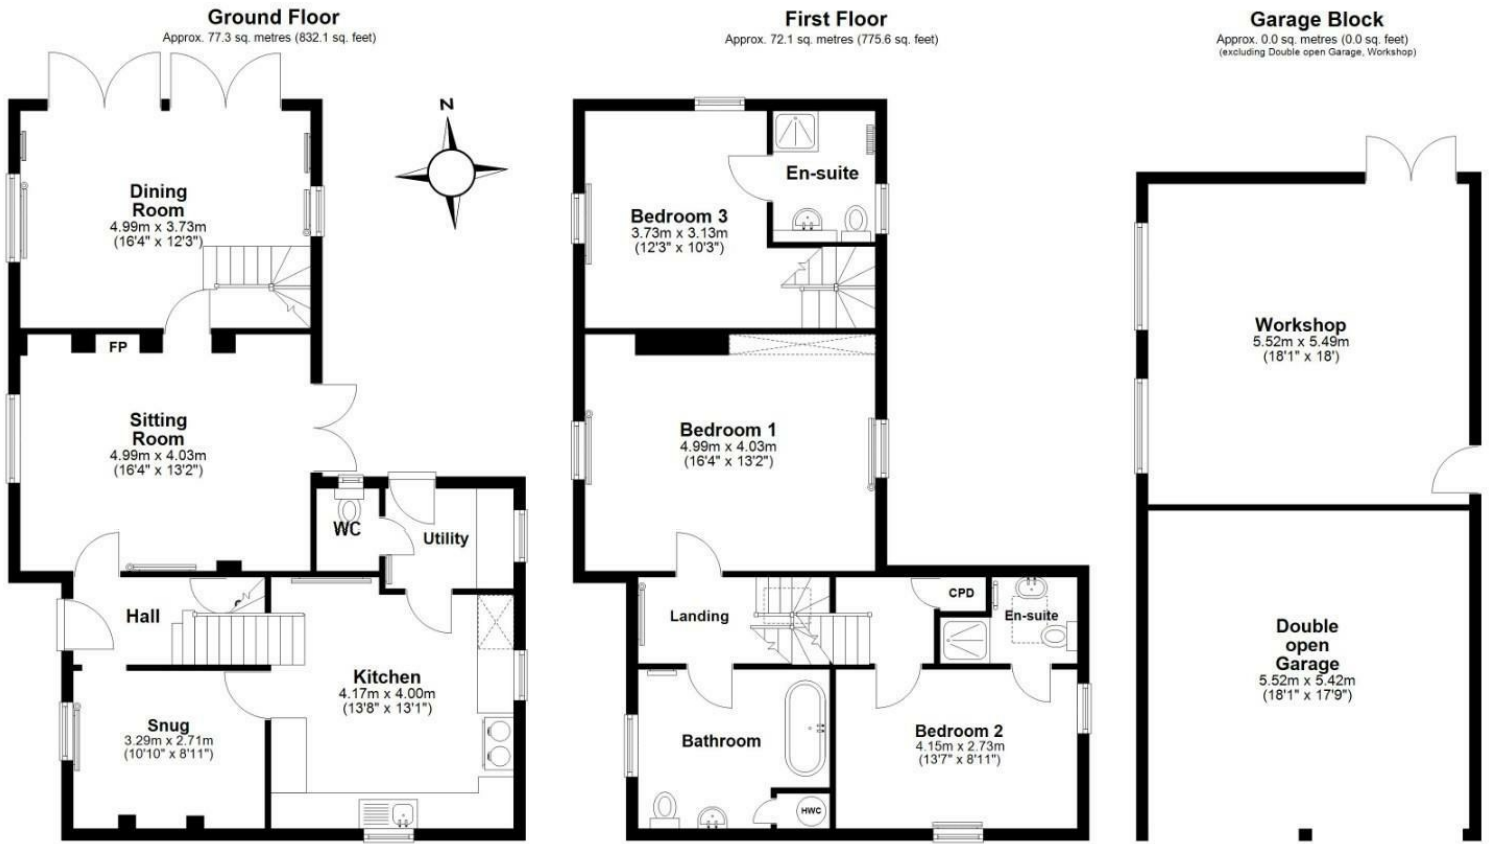 Ground Floor
Approx. 77.3 sq. metres (832.1 sq. feet)
N
Dining
Room
4.99m x 3.73m
(16'4" x 12'3")
FP
Sitting
Room
4.99m x 4.03m
(16'4" x 13'2")
WC
Utility
Hall
Kitchen
4.17m x 4.00m
(13'8" x 13'1")
Snug
3.29m x 2.71m
(10'10" x 8'11")
First Floor
Approx. 72.1 sq. metres (775.6 sq. feet)
En-suite
Bedroom 3
3.73m x 3.13m
(12'3" x 10'3")
Bedroom 1
4.99m x 4.03m
(16'4" x 13'2")
Landing
CPD
En-suite
Bathroom
Bedroom 2
4.15m x 2.73m
(13'7" x 8'11")
HWC
Garage Block
Approx. 0.0 sq. metres (0.0 sq. feet)
(excluding Double open Garage, Workshop)
Workshop
5.52m x 5.49m
(18'1" x 18')
Double
open
Garage
5.52m x 5.42m
(18'1" x 17'9")